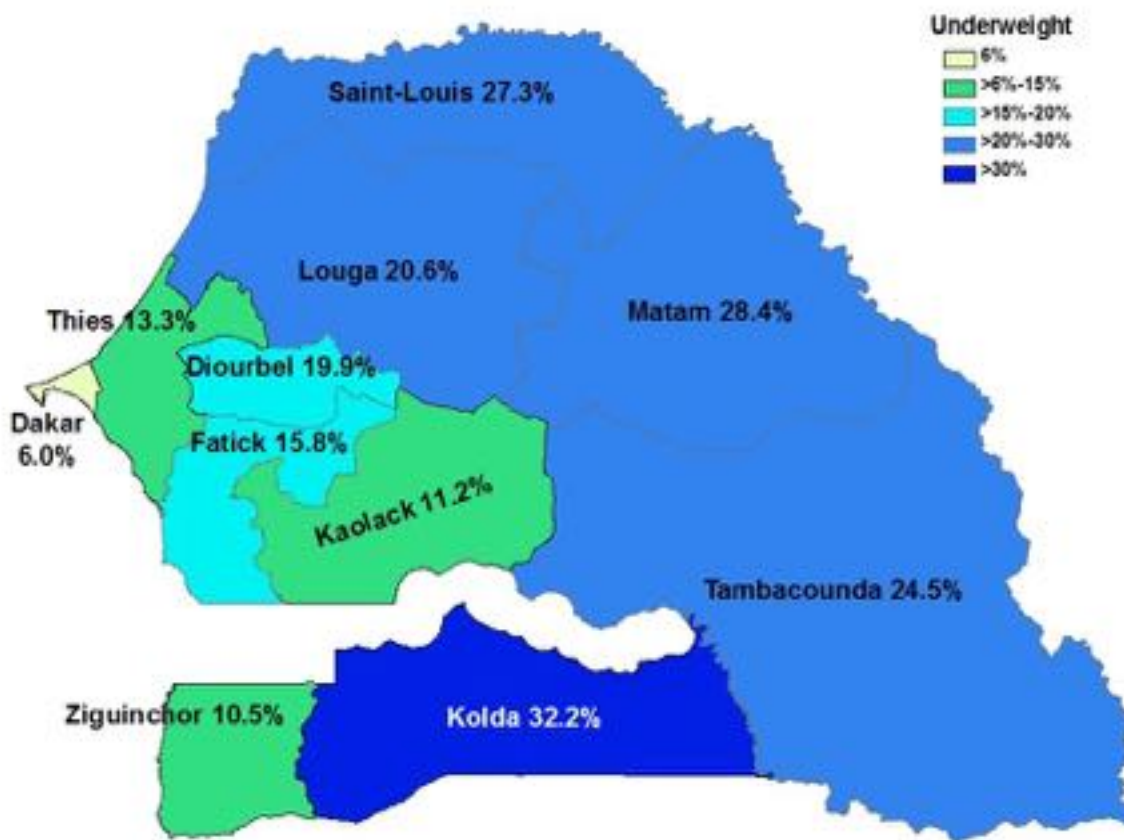 Underweight
6%
>6%-15%
>15%-20%
>20%-30%
>30%
Saint-Louis 27.3%
Louga 20.6%
Matam 28.4%
Thies 13.3%
Diourbel 19.9%
Dakar
6.0%
Fatick 15.8%
Kaolack 11.2%
Tambacounda 24.5%
Ziguinchor 10.5%
Kolda 32.2%